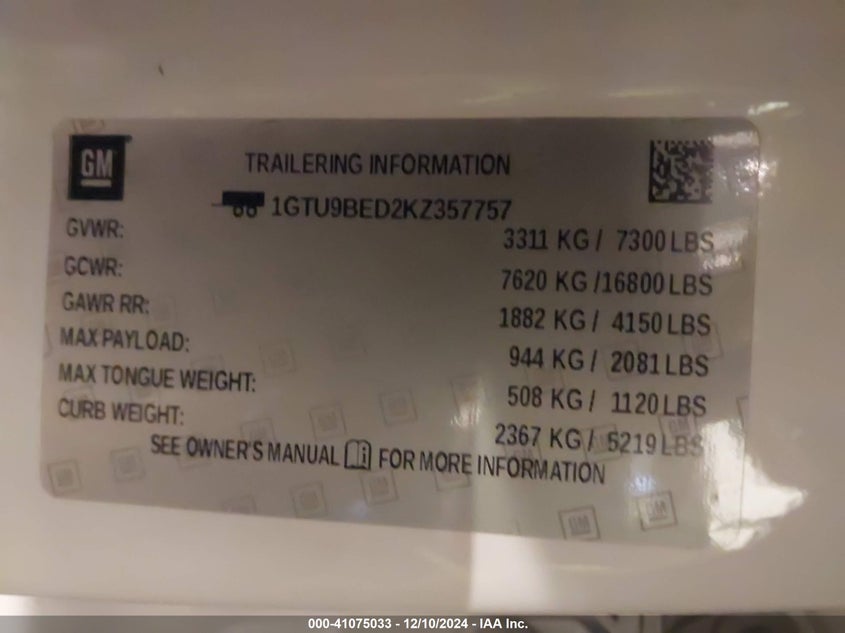 GM
TRAILERING INFORMATION
1GTU9BED2KZ357757
GVWR: 3311 KG / 7300 LBS
GCWR: 7620 KG /16800 LBS
GAWR RR: 1882 KG / 4150 LBS
MAX PAYLOAD: 944 KG / 2081 LBS
MAX TONGUE WEIGHT: 508 KG / 1120 LBS
CURB WEIGHT: 2367 KG / 5219 LBS
SEE OWNER'S MANUAL FOR MORE INFORMATION
000-41075033 - 12/10/2024 - IAA Inc.